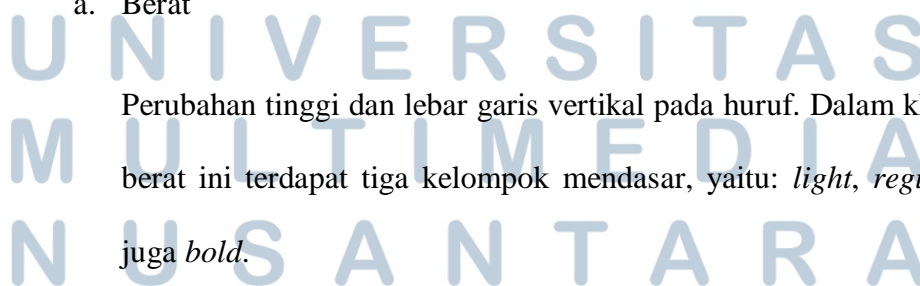 a. Berat
UNIVERSITAS
Perubahan tinggi dan lebar garis vertikal pada huruf. Dalam
MULTIMEDIA
berat ini terdapat tiga kelompok mendasar, yaitu: light,
NUSANTARA
juga bold.